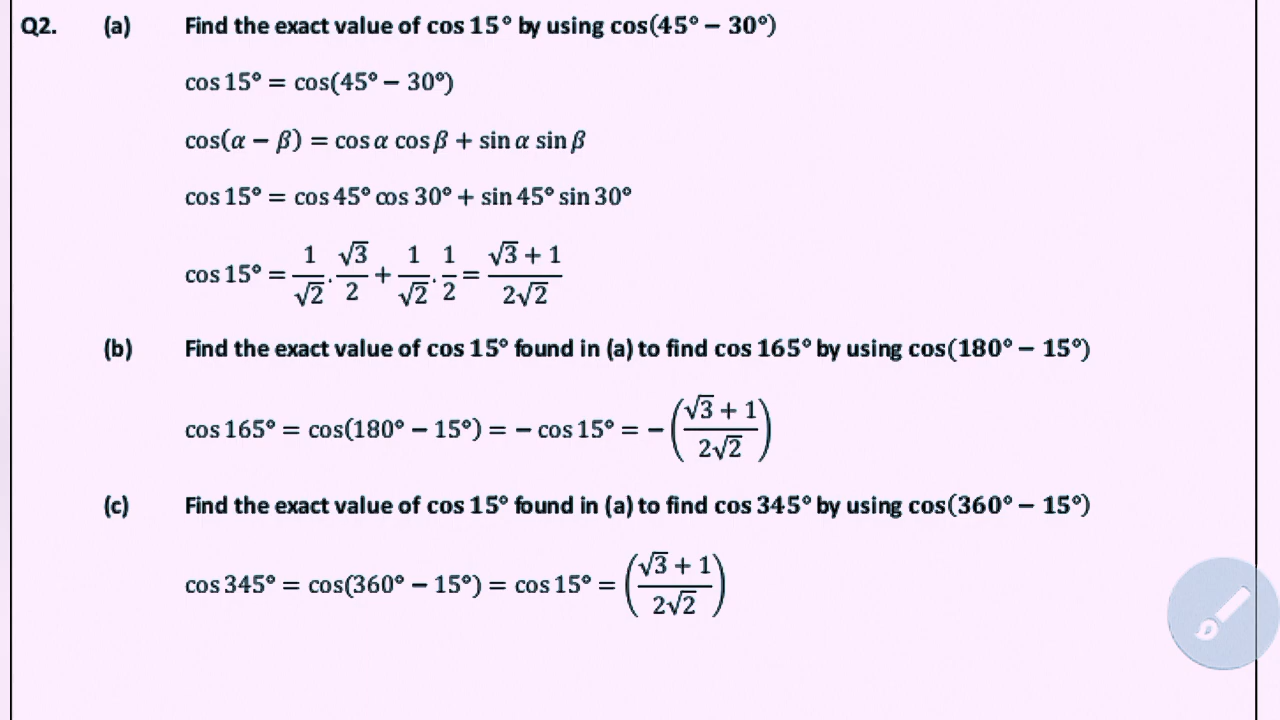 Q2. (a) Find the exact value of cos 15° by using cos(45° − 30°)
cos 15° = cos(45° − 30°)
cos(α − β) = cos α cos β + sin α sin β
cos 15° = cos 45° cos 30° + sin 45° sin 30°
cos 15° = 1/√2 . √3/2 + 1/√2 . 1/2 = (√3 + 1)/(2√2)
(b) Find the exact value of cos 15° found in (a) to find cos 165° by using cos(180° − 15°)
cos 165° = cos(180° − 15°) = − cos 15° = − ((√3 + 1)/(2√2))
(c) Find the exact value of cos 15° found in (a) to find cos 345° by using cos(360° − 15°)
cos 345° = cos(360° − 15°) = cos 15° = ((√3 + 1)/(2√2))